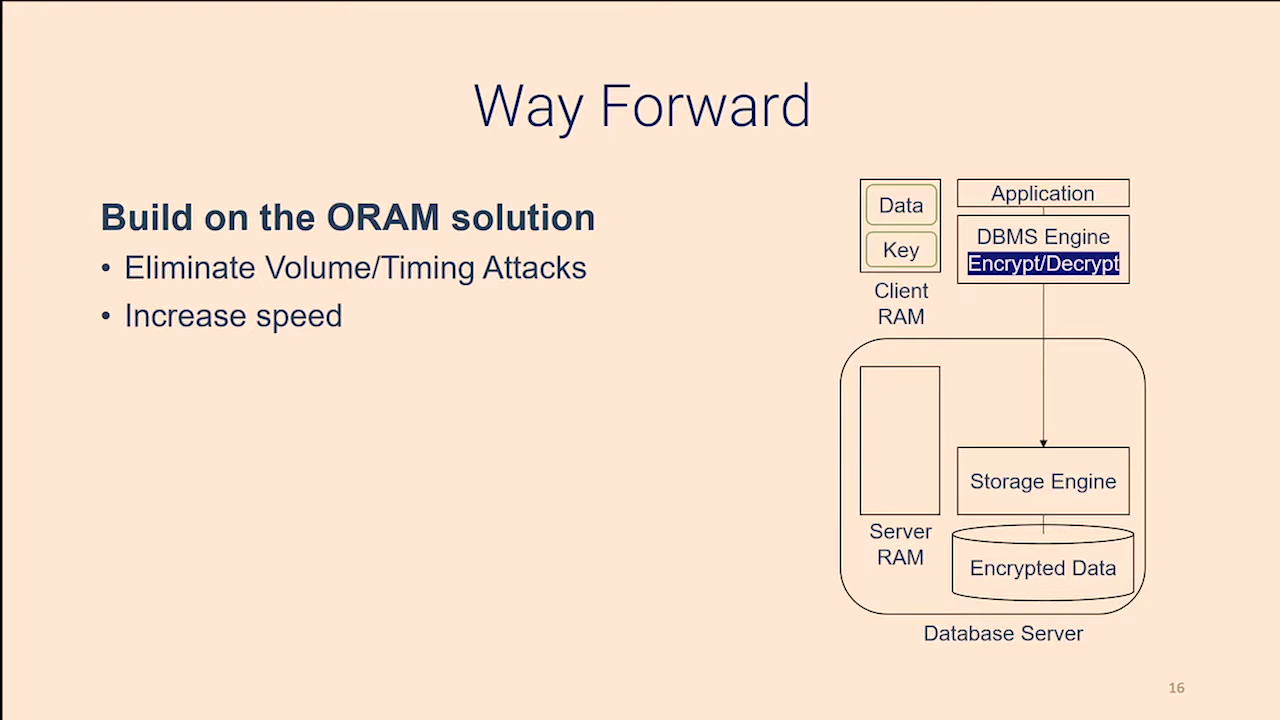 Way Forward
Build on the ORAM solution
• Eliminate Volume/Timing Attacks
• Increase speed
Data
Key
Client
RAM
Application
DBMS Engine
Encrypt/Decrypt
Server
RAM
Storage Engine
Encrypted Data
Database Server
16